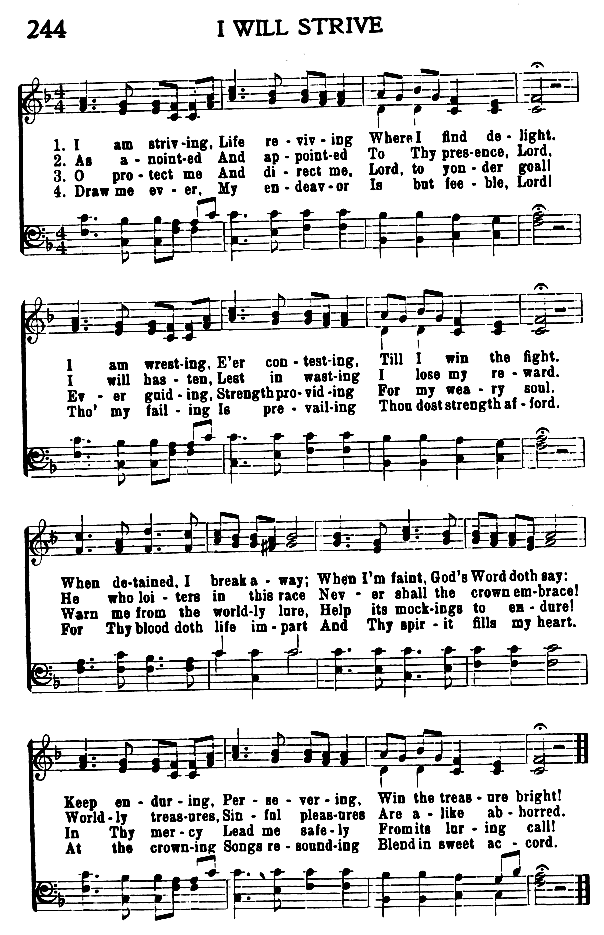 244 I WILL STRIVE
1. I am striv-ing, Life re - viv - ing Where I find de - light.
2. As a - noint-ed And ap - point-ed To Thy pres-ence, Lord,
3. O pro - tect me And di - rect me, Lord, to yon - der goal!
4. Draw me ev - er, My en - deav - or Is but fee - ble, Lord!
I am wrest-ing, E'er con - test-ing, Till I win the fight.
I will has - ten, Lest in wast-ing I lose my re - ward.
Ev - er guid - ing, Strength pro-vid - ing For my wea - ry soul.
Tho' my fail - ing Is pre - vail-ing Thou dost strength af - ford.
When de-tained, I break a - way; When I'm faint, God's Word doth say:
He who loi - ters in this race Nev - er shall the crown em-brace!
Warn me from the world-ly lure, Help its mock-ings to en - dure!
For Thy blood doth life im - part And Thy spir - it fills my heart.
Keep en - dur - ing, Per - se - ver - ing, Win the treas - ure bright!
World - ly treas-ures, Sin - ful pleas-ures Are a - like ab - horred.
In Thy mer - cy Lead me safe - ly From its lur - ing call!
At the crown-ing Songs re - sound-ing Blend in sweet ac - cord.